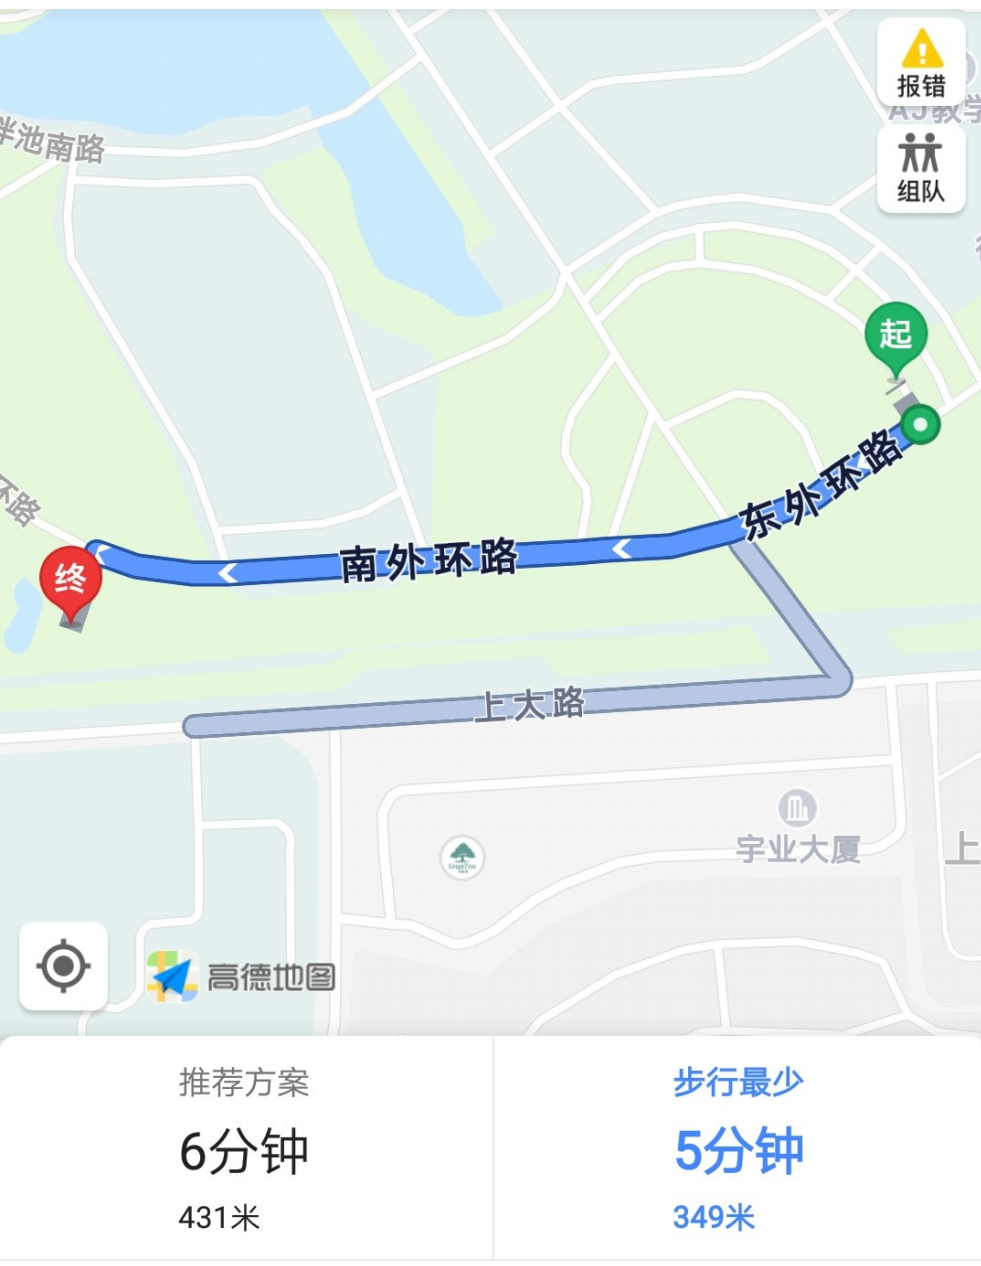 报错
AJ教学
组队
泮池南路
起
东外环路
环路
南外环路
终
上大路
宇业大厦
上
GreenTree
Inns
高德地图
推荐方案
步行最少
6分钟
5分钟
431米
349米